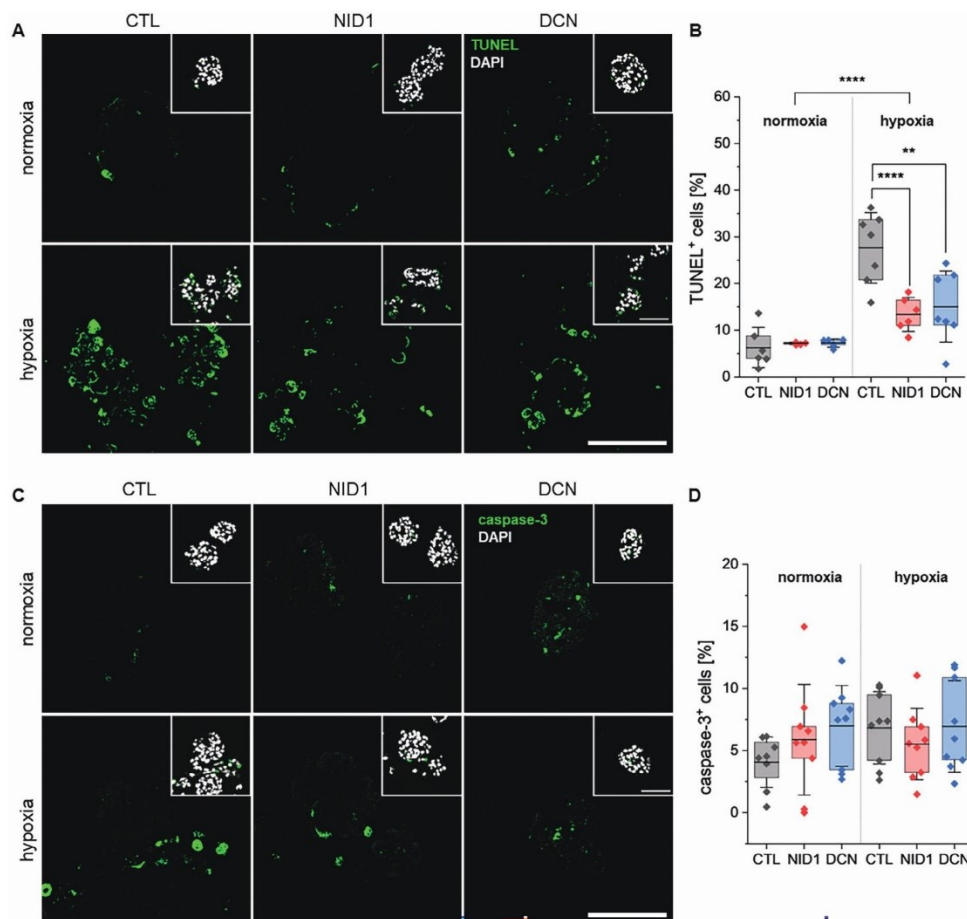 A
CTL NID1 DCN
TUNEL
DAPI
normoxia
hypoxia
B
****
normoxia hypoxia
**
****
TUNEL+ cells [%]
60
50
40
30
20
10
0
CTL NID1 DCN CTL NID1 DCN
C
CTL NID1 DCN
caspase-3
DAPI
normoxia
hypoxia
D
normoxia hypoxia
caspase-3+ cells [%]
20
15
10
5
0
CTL NID1 DCN CTL NID1 DCN